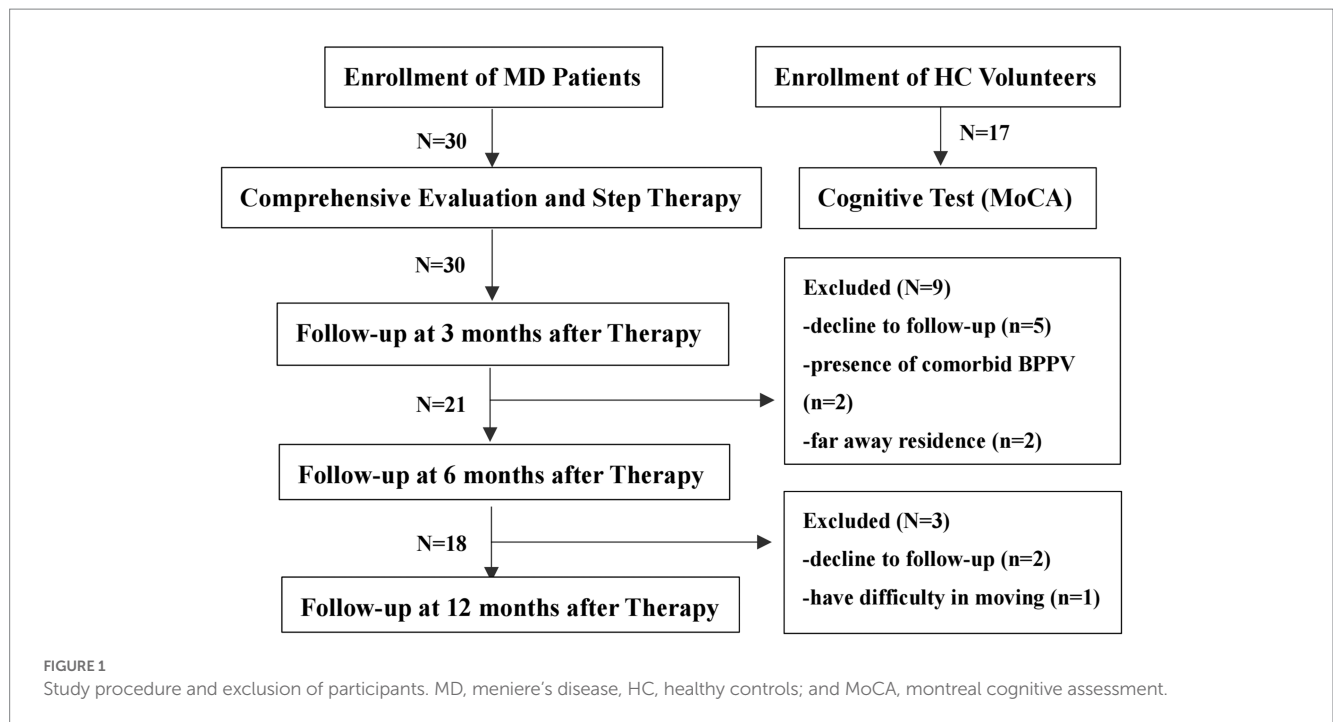 Enrollment of MD Patients
Enrollment of HC Volunteers
N=30
N=17
Comprehensive Evaluation and Step Therapy
Cognitive Test (MoCA)
N=30
Follow-up at 3 months after Therapy
Excluded (N=9)
-decline to follow-up (n=5)
-presence of comorbid BPPV
(n=2)
-far away residence (n=2)
N=21
Follow-up at 6 months after Therapy
Excluded (N=3)
-decline to follow-up (n=2)
-have difficulty in moving (n=1)
N=18
Follow-up at 12 months after Therapy
FIGURE 1
Study procedure and exclusion of participants. MD, meniere's disease, HC, healthy controls; and MoCA, montreal cognitive assessment.